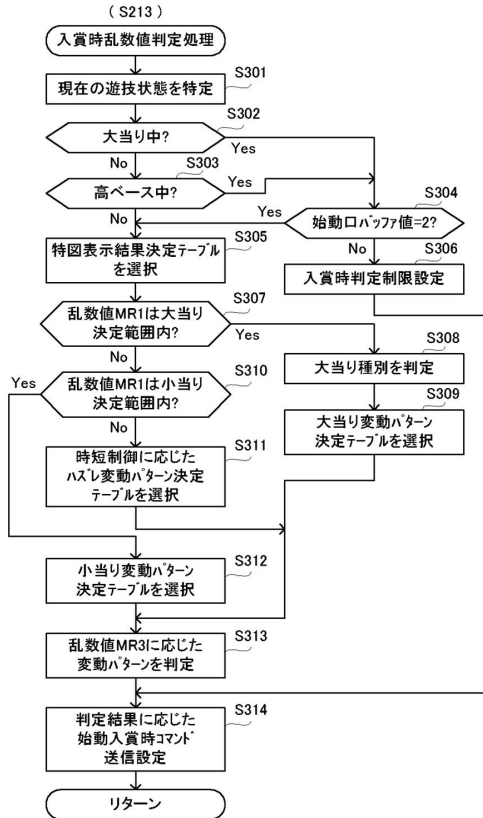 (S213)
入賞時乱数値判定処理
S301
現在の遊技状態を特定
S302
大当り中?
Yes
No
S303
高ベース中?
Yes
No
S304
始動口バッファ値=2?
Yes
No
S305
特図表示結果決定テーブル
を選択
S306
入賞時判定制限設定
S307
乱数値MR1は大当り
決定範囲内?
Yes
No
S308
大当り種別を判定
S309
大当り変動パターン
決定テーブルを選択
S310
乱数値MR1は小当り
決定範囲内?
Yes
No
S311
時短制御に応じた
ハズレ変動パターン決定
テーブルを選択
S312
小当り変動パターン
決定テーブルを選択
S313
乱数値MR3に応じた
変動パターンを判定
S314
判定結果に応じた
始動入賞時コマンド
送信設定
リターン